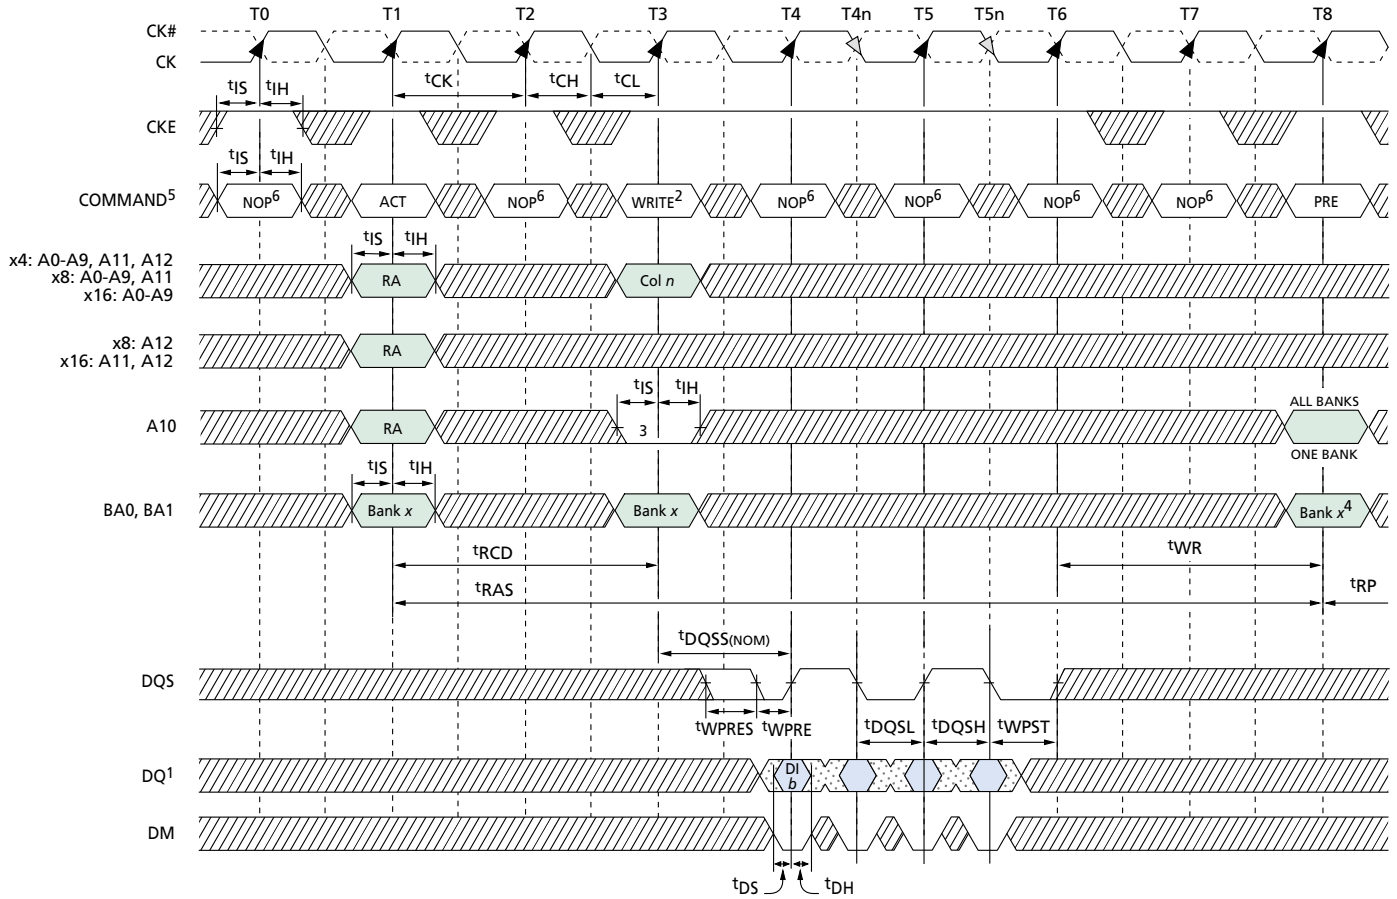 T0 T1 T2 T3 T4 T4n T5 T5n T6 T7 T8
CK#
CK
tCK tCH tCL
tIS tIH
CKE
tIS tIH
COMMAND5 NOP6 ACT NOP6 WRITE2 NOP6 NOP6 NOP6 NOP6 PRE
tIS tIH
x4: A0-A9, A11, A12
x8: A0-A9, A11
x16: A0-A9
RA Col n
x8: A12
x16: A11, A12
RA
tIS tIH
ALL BANKS
A10 RA 3
ONE BANK
tIS tIH
BA0, BA1 Bank x Bank x Bank x4
tRCD tWR
tRAS tRP
tDQSS(NOM)
DQS
tWPRES tWPRE tDQSL tDQSH tWPST
DQ1 DI
b
DM
tDS tDH